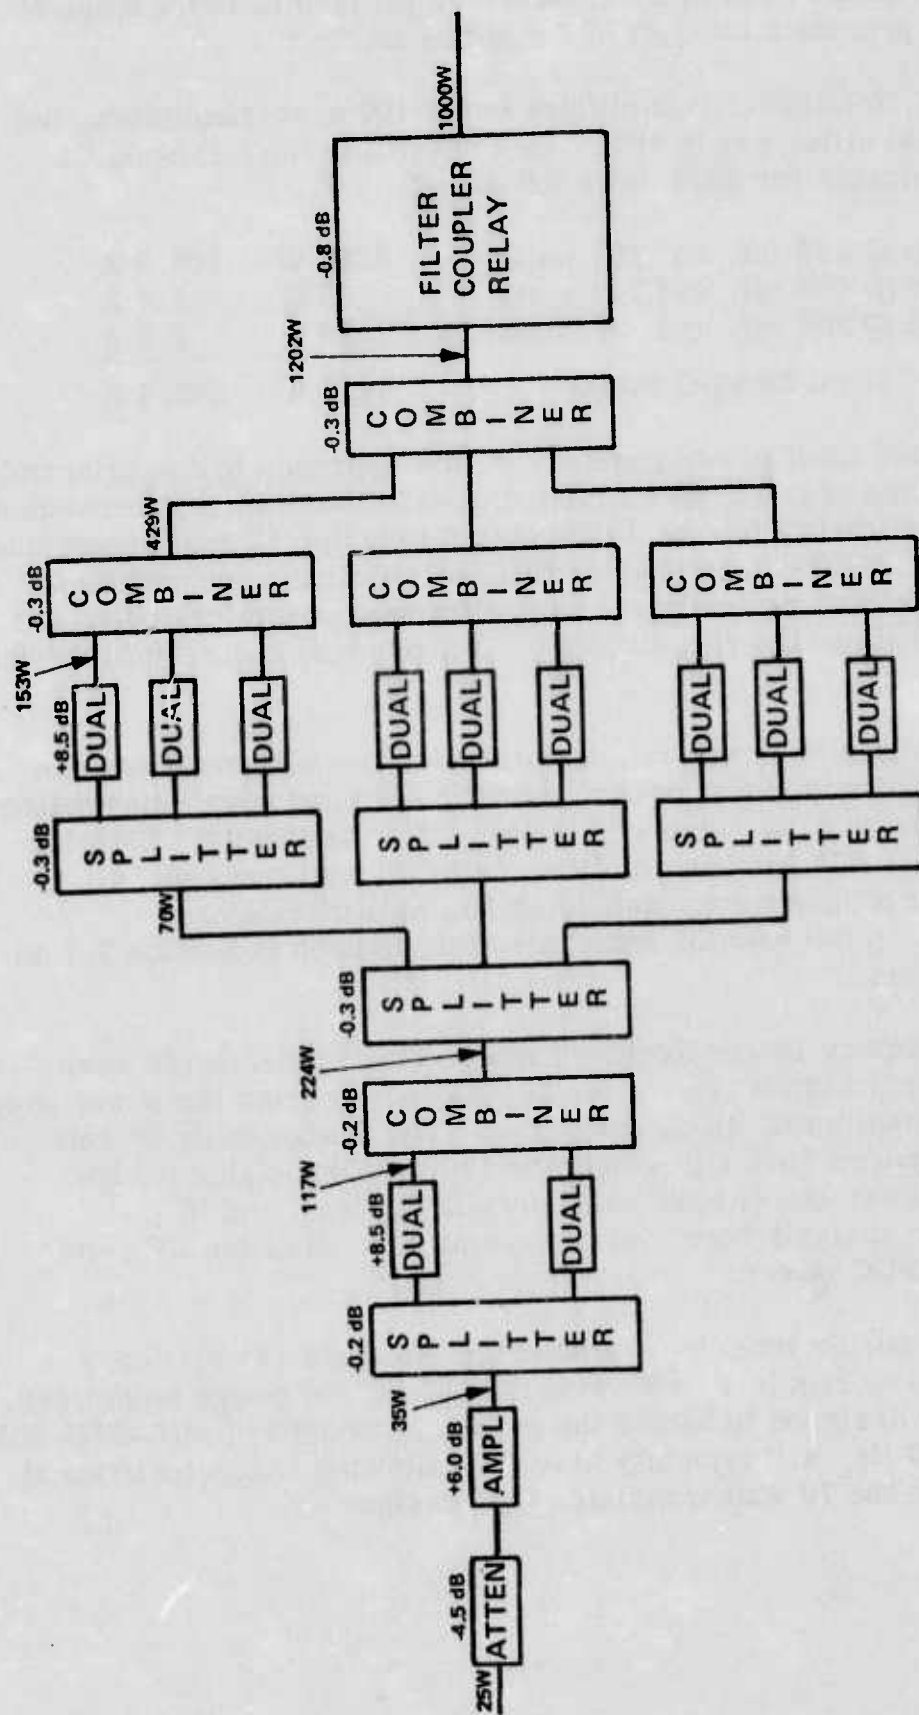 25W
-4.5 dB
ATTEN
+6.0 dB
AMPL
35W
-0.2 dB
SPLITTER
+8.5 dB
DUAL
DUAL
117W
-0.2 dB
COMBINER
224W
-0.3 dB
SPLITTER
70W
-0.3 dB
SPLITTER
+8.5 dB
DUAL
DUAL
DUAL
153W
-0.3 dB
COMBINER
429W
SPLITTER
DUAL
DUAL
DUAL
COMBINER
SPLITTER
DUAL
DUAL
DUAL
COMBINER
-0.3 dB
COMBINER
1202W
-0.8 dB
FILTER
COUPLER
RELAY
1000W